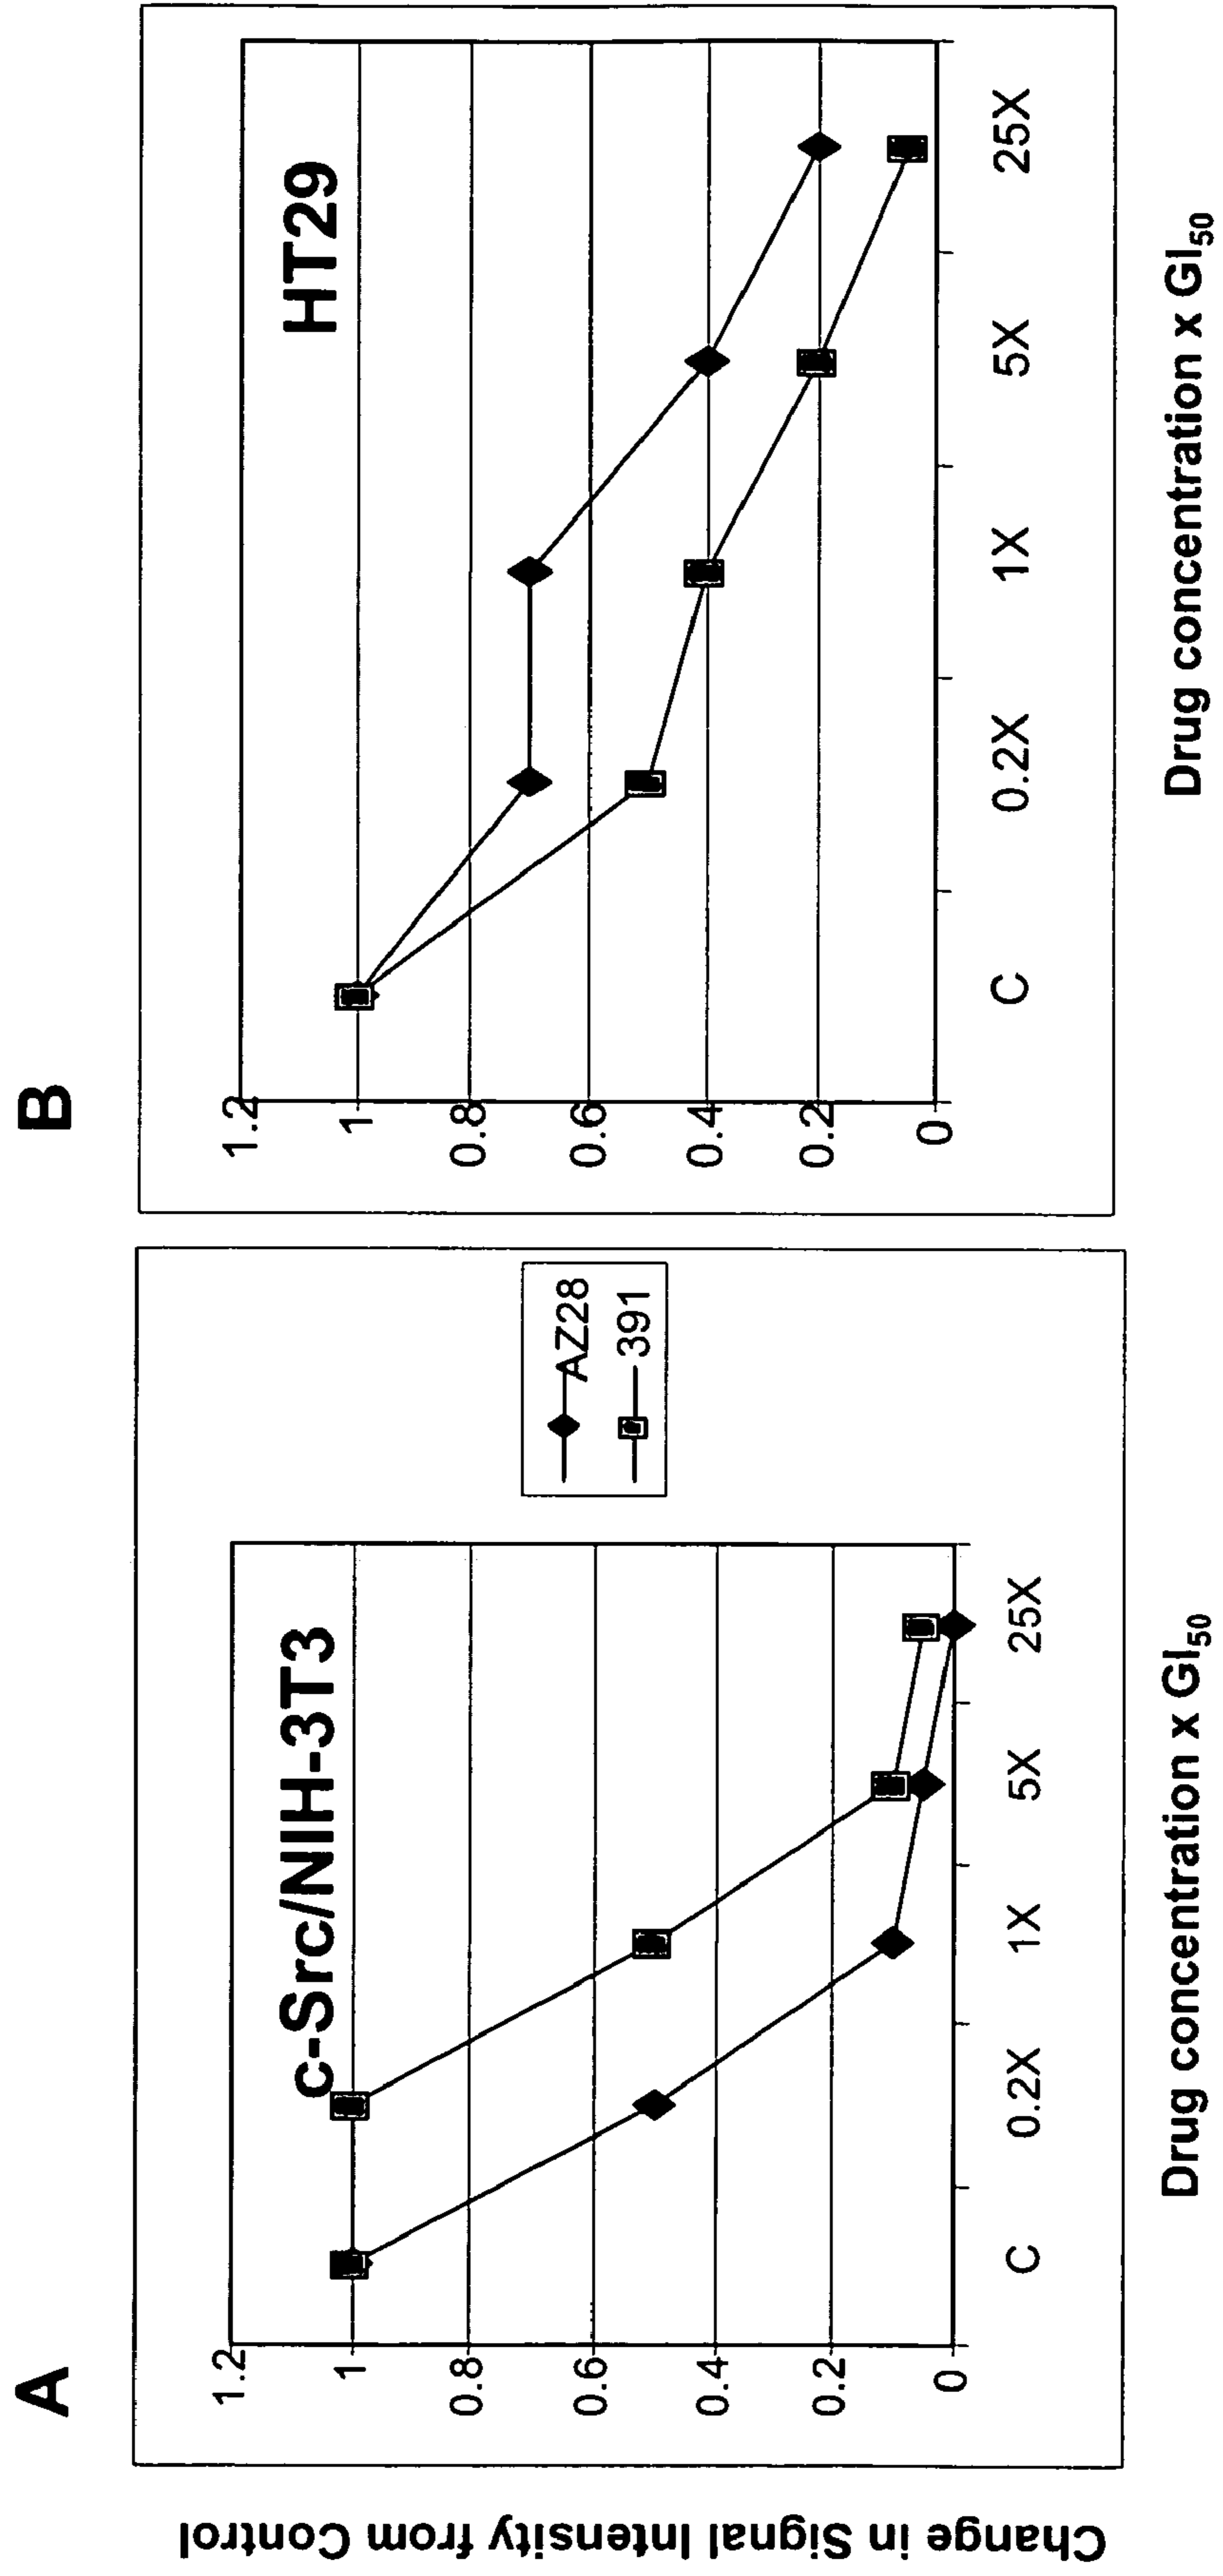 A
c-Src/NIH-3T3
1.2
1
0.8
0.6
0.4
0.2
0
C
0.2X
1X
5X
25X
AZ28
391
Drug concentration x GI50
Change in Signal Intensity from Control
B
HT29
1.2
1
0.8
0.6
0.4
0.2
0
C
0.2X
1X
5X
25X
Drug concentration x GI50